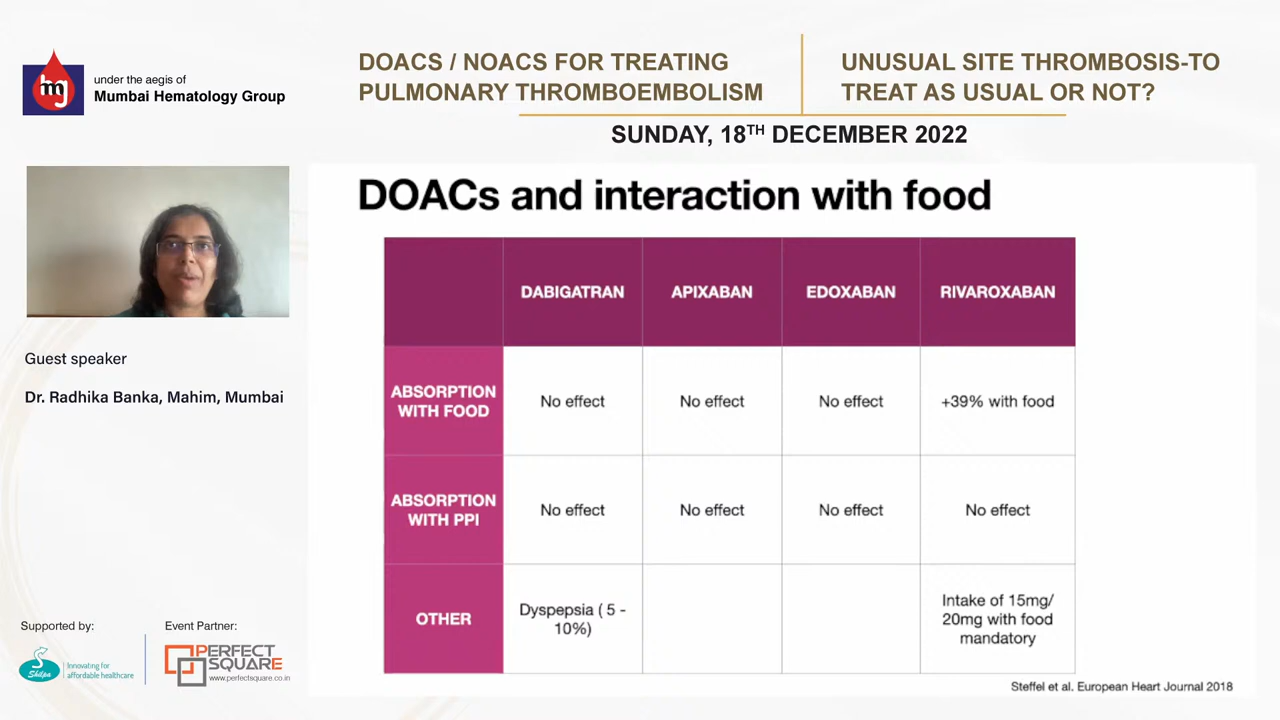 mg
under the aegis of
Mumbai Hematology Group
DOACS / NOACS FOR TREATING
PULMONARY THROMBOEMBOLISM
UNUSUAL SITE THROMBOSIS-TO
TREAT AS USUAL OR NOT?
SUNDAY, 18TH DECEMBER 2022
Guest speaker
Dr. Radhika Banka, Mahim, Mumbai
DOACs and interaction with food
DABIGATRAN APIXABAN EDOXABAN RIVAROXABAN
ABSORPTION
WITH FOOD
No effect No effect No effect +39% with food
ABSORPTION
WITH PPI
No effect No effect No effect No effect
OTHER
Dyspepsia ( 5 -
10%)
Intake of 15mg/
20mg with food
mandatory
Steffel et al. European Heart Journal 2018
Supported by:
Shilpa
Innovating for
affordable healthcare
Event Partner:
PERFECT
SQUARE
www.perfectsquare.co.in